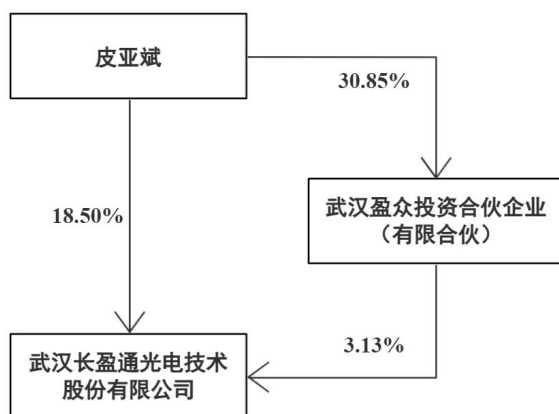 皮亚斌
30.85%
18.50%
武汉盈众投资合伙企业
（有限合伙）
武汉长盈通光电技术
股份有限公司
3.13%